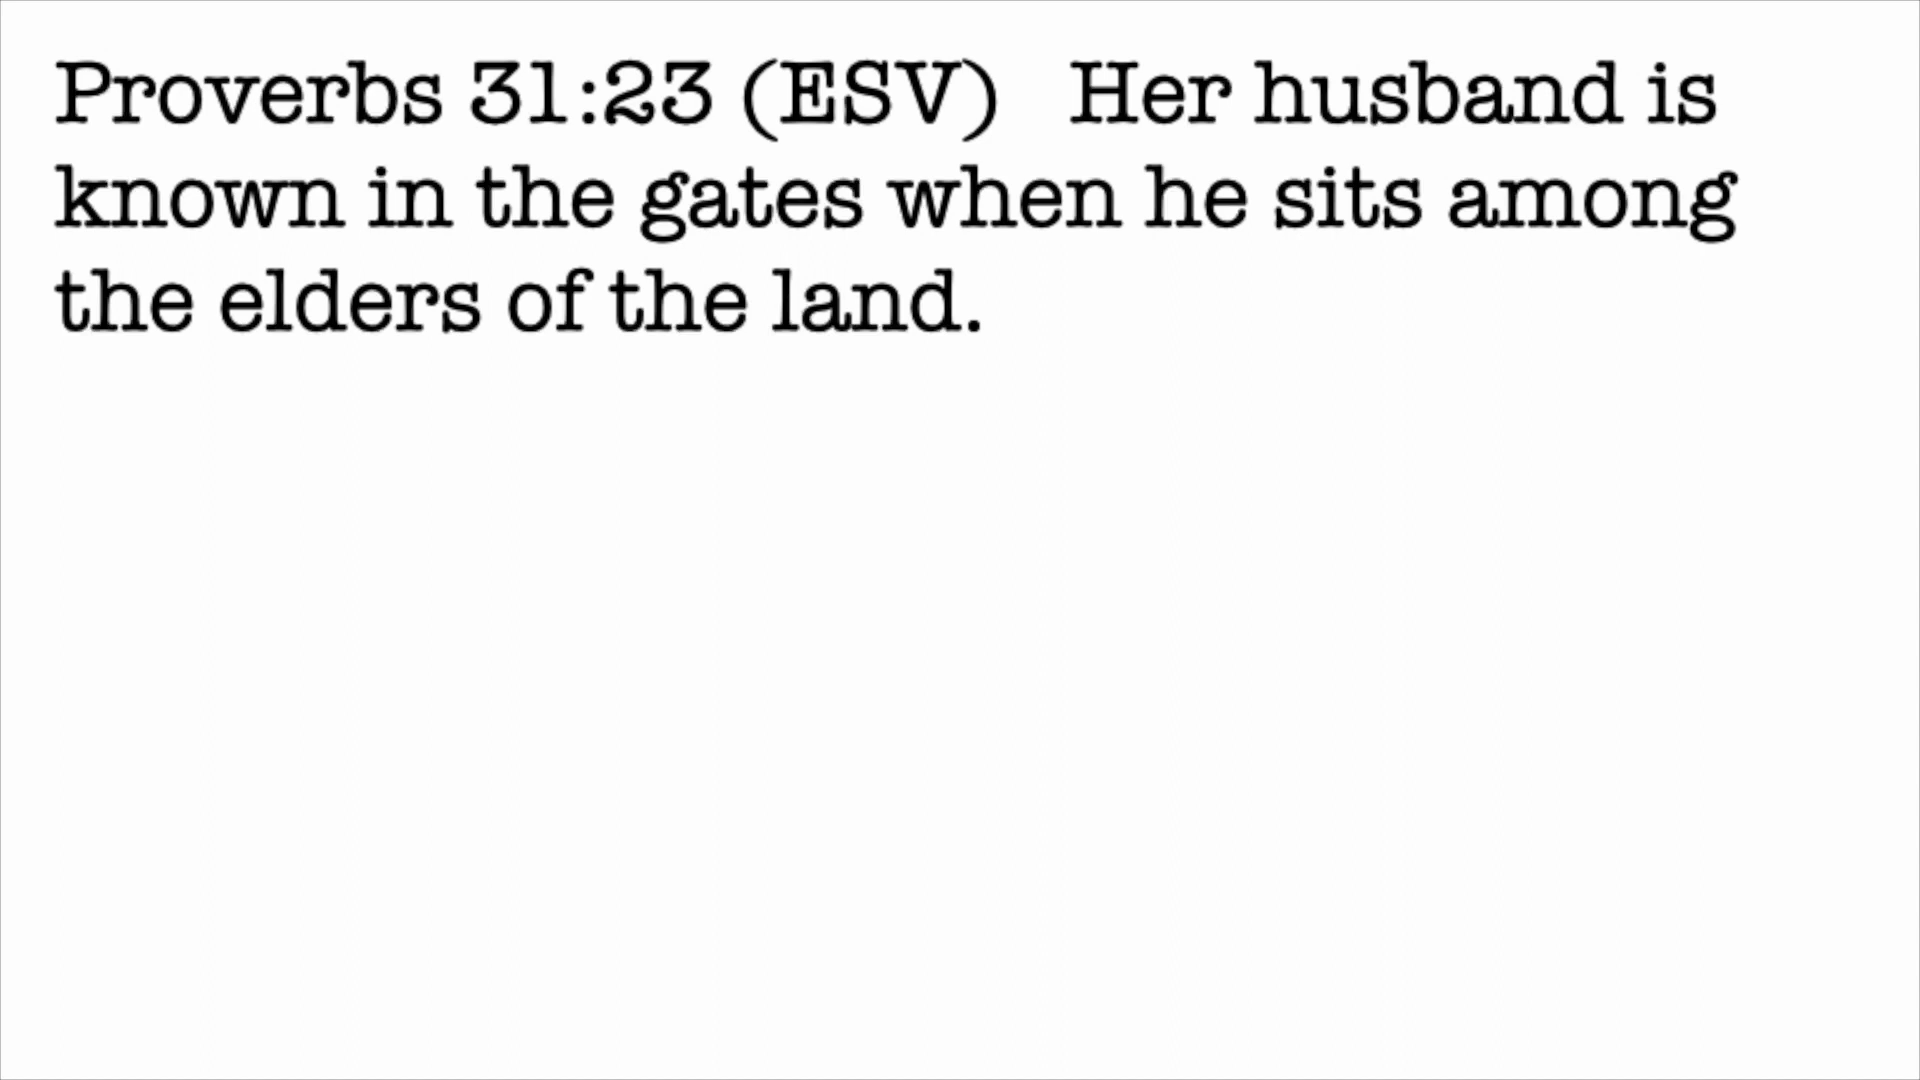 Proverbs 31:23 (ESV)   Her husband is
known in the gates when he sits among
the elders of the land.